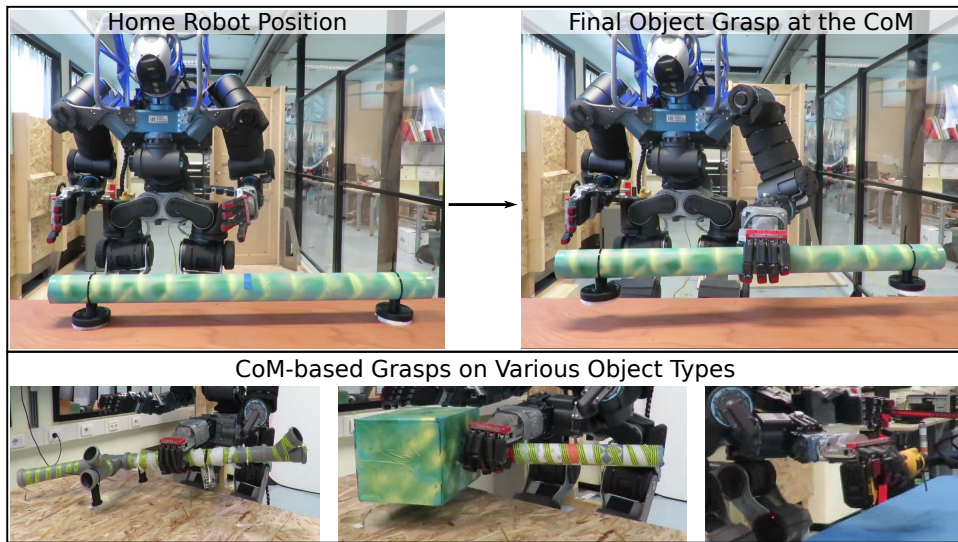 Home Robot Position
Final Object Grasp at the CoM
CoM-based Grasps on Various Object Types